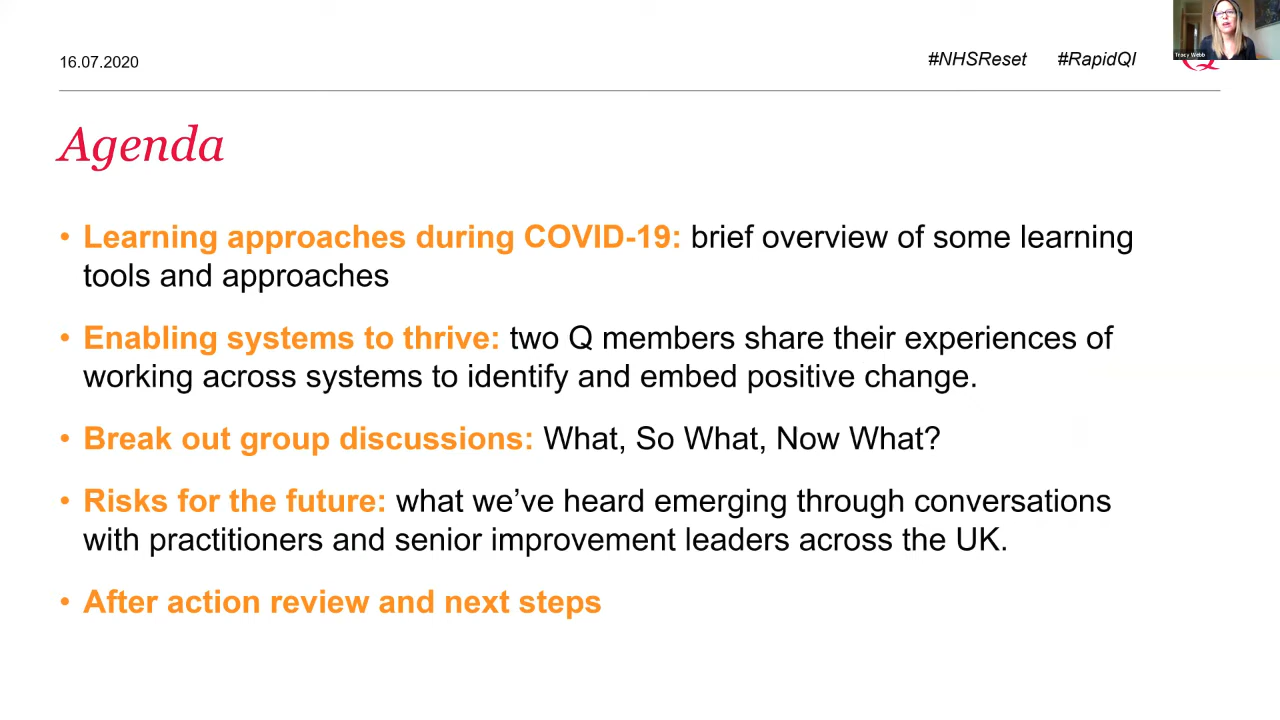 16.07.2020
#NHSReset #RapidQI
Tracy Webb
Agenda
• Learning approaches during COVID-19: brief overview of some learning
tools and approaches
• Enabling systems to thrive: two Q members share their experiences of
working across systems to identify and embed positive change.
• Break out group discussions: What, So What, Now What?
• Risks for the future: what we’ve heard emerging through conversations
with practitioners and senior improvement leaders across the UK.
• After action review and next steps